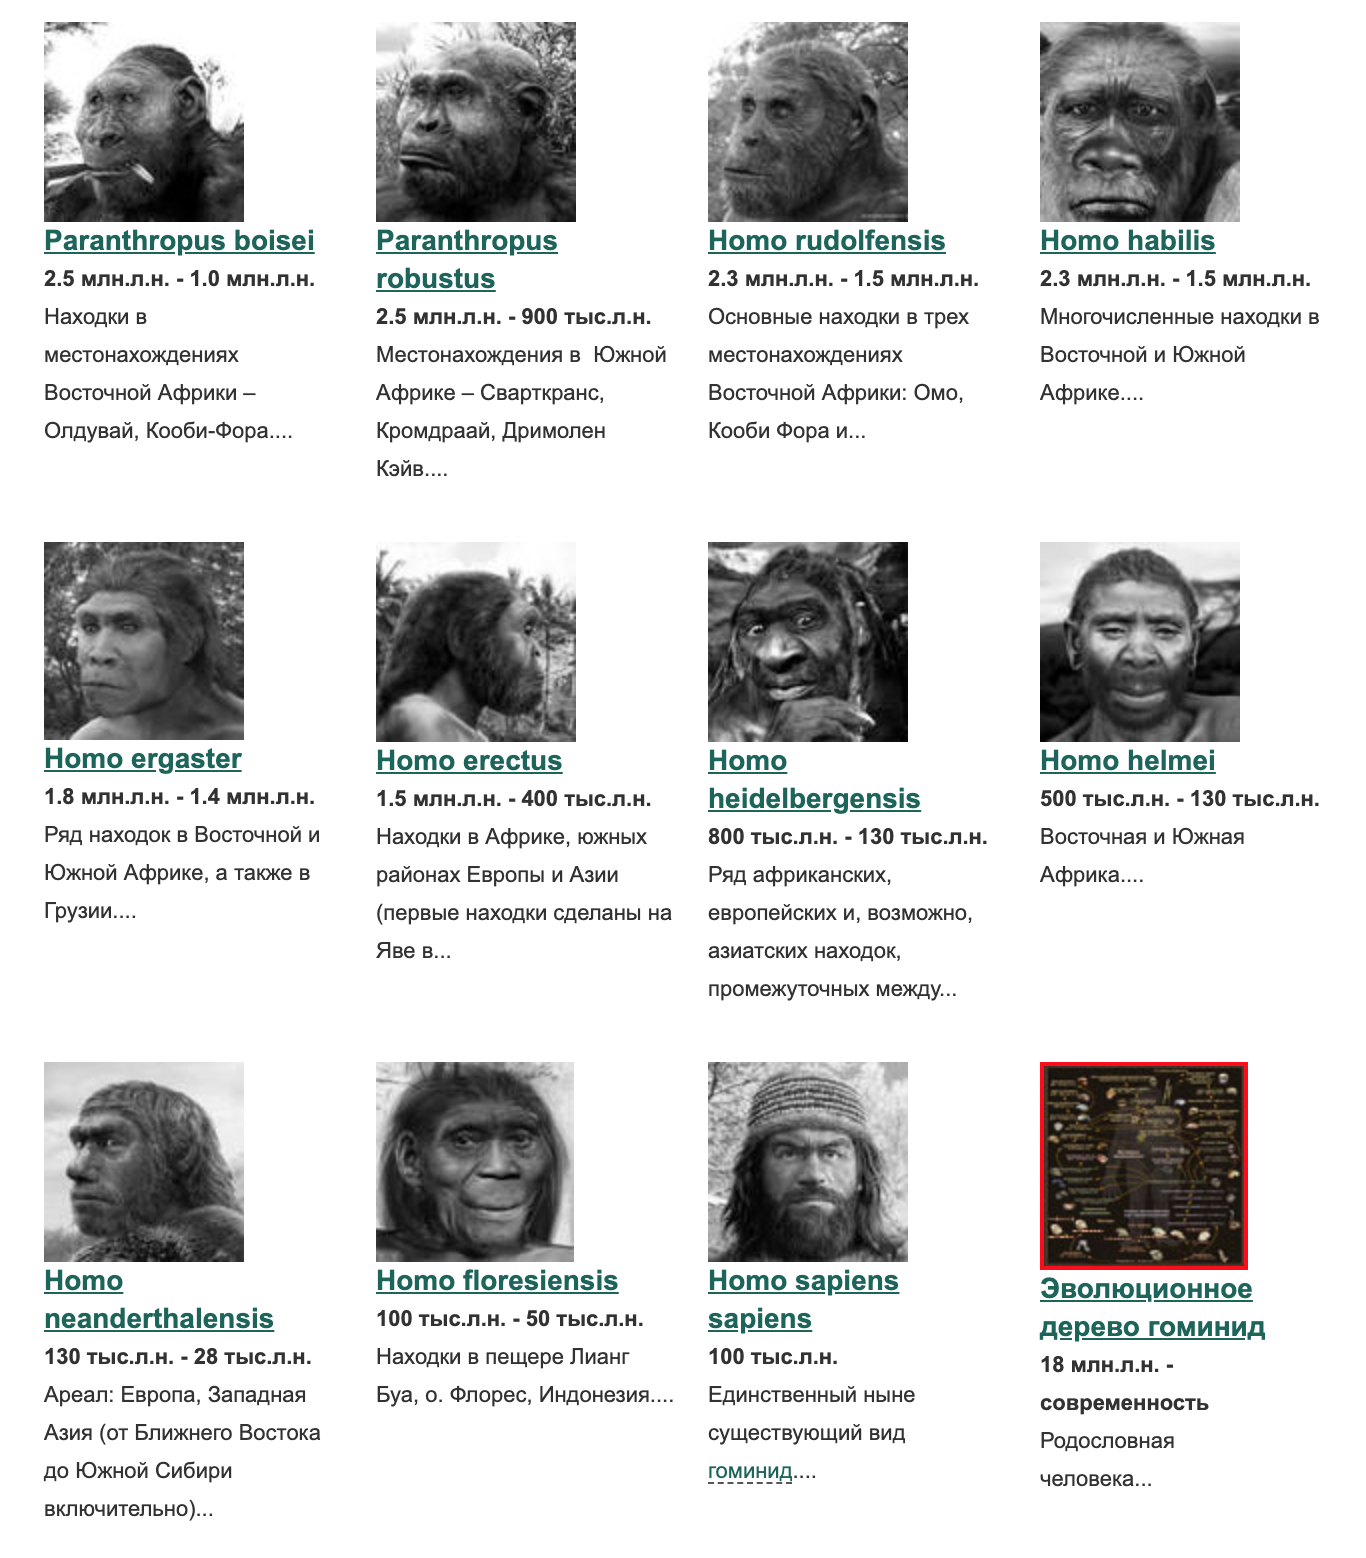 Paranthropus boisei
2.5 млн.л.н. - 1.0 млн.л.н.
Находки в
местонахождениях
Восточной Африки –
Олдувай, Кооби-Фора....
Paranthropus
robustus
2.5 млн.л.н. - 900 тыс.л.н.
Местонахождения в  Южной
Африке – Сварткранс,
Кромдраай, Дримолен
Кэйв....
Homo rudolfensis
2.3 млн.л.н. - 1.5 млн.л.н.
Основные находки в трех
местонахождениях
Восточной Африки: Омо,
Кооби Фора и...
Homo habilis
2.3 млн.л.н. - 1.5 млн.л.н.
Многочисленные находки в
Восточной и Южной
Африке....
Homo ergaster
1.8 млн.л.н. - 1.4 млн.л.н.
Ряд находок в Восточной и
Южной Африке, а также в
Грузии....
Homo erectus
1.5 млн.л.н. - 400 тыс.л.н.
Находки в Африке, южных
районах Европы и Азии
(первые находки сделаны на
Яве в...
Homo
heidelbergensis
800 тыс.л.н. - 130 тыс.л.н.
Ряд африканских,
европейских и, возможно,
азиатских находок,
промежуточных между...
Homo helmei
500 тыс.л.н. - 130 тыс.л.н.
Восточная и Южная
Африка....
Homo
neanderthalensis
130 тыс.л.н. - 28 тыс.л.н.
Ареал: Европа, Западная
Азия (от Ближнего Востока
до Южной Сибири
включительно)...
Homo floresiensis
100 тыс.л.н. - 50 тыс.л.н.
Находки в пещере Лианг
Буа, о. Флорес, Индонезия....
Homo sapiens
sapiens
100 тыс.л.н.
Единственный ныне
существующий вид
гоминид....
Эволюционное
дерево гоминид
18 млн.л.н. -
современность
Родословная
человека...